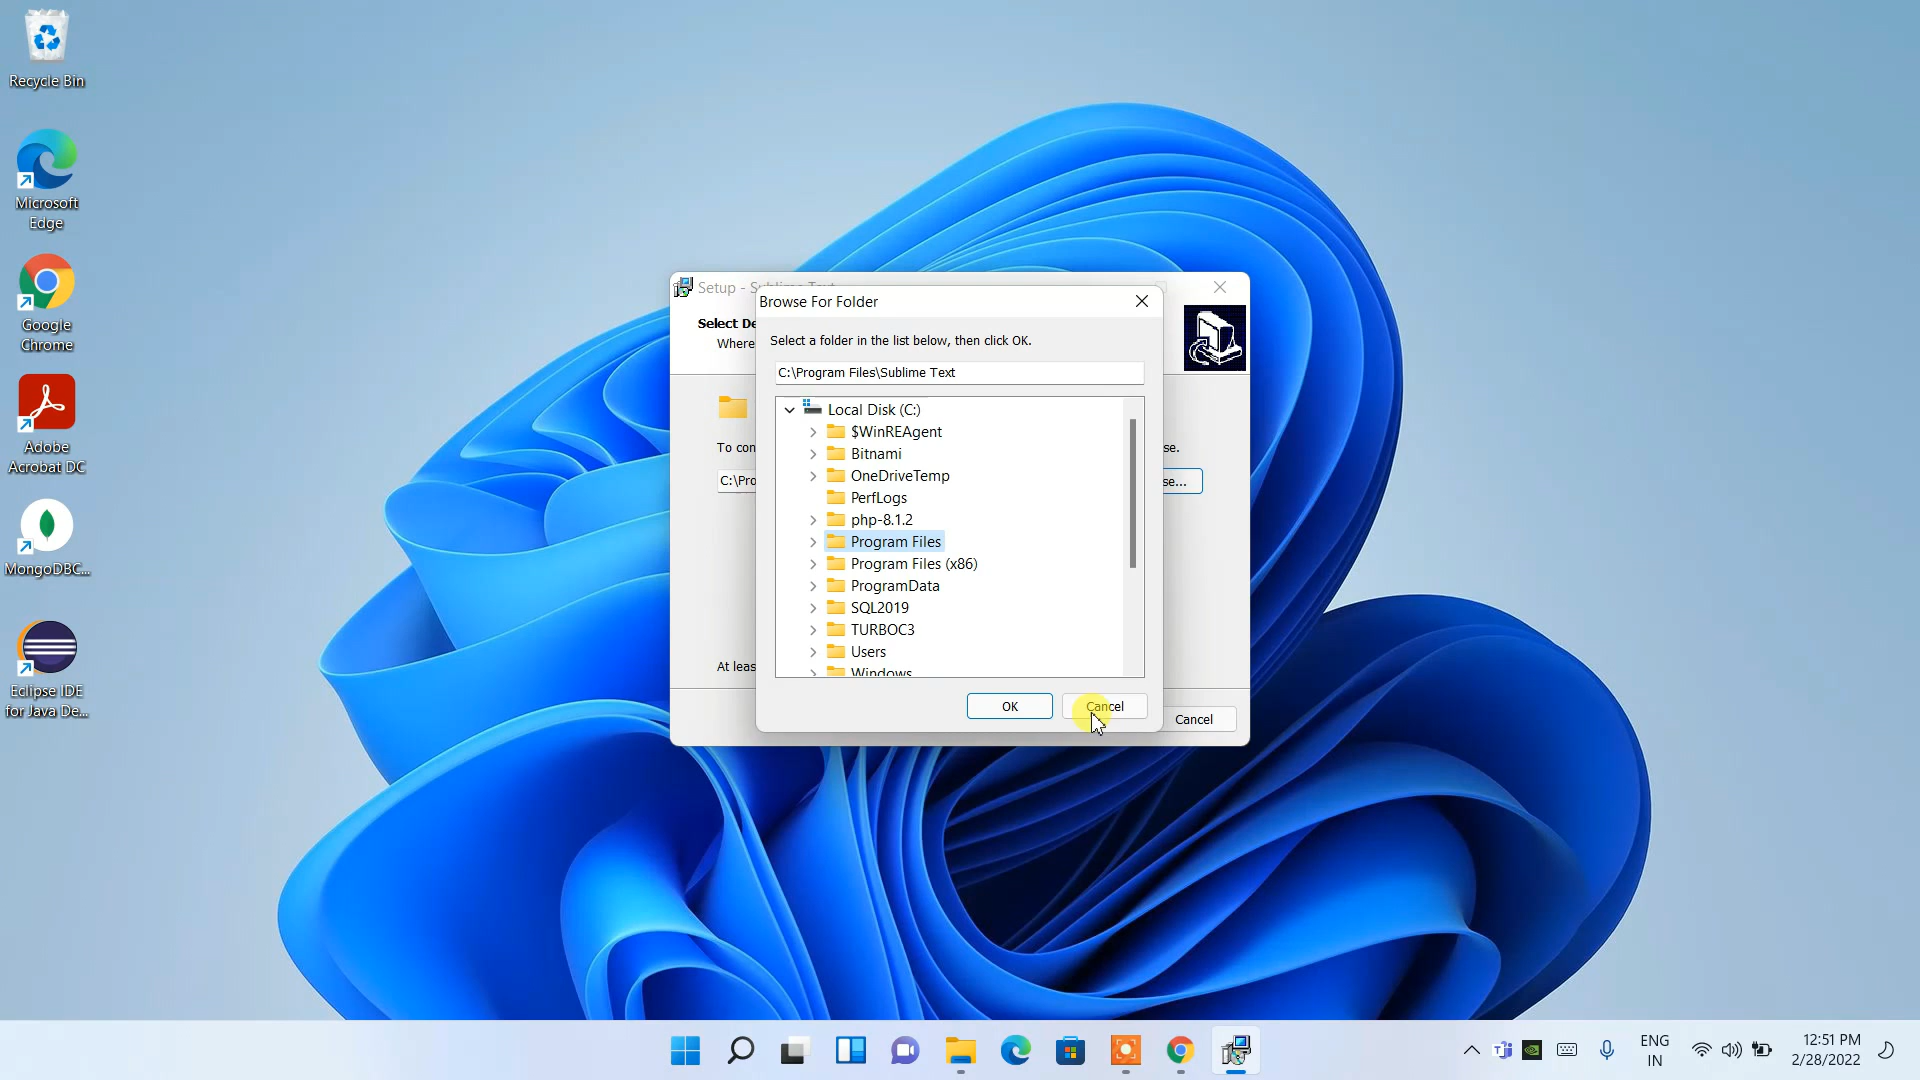 Recycle Bin
Microsoft
Edge
Google
Chrome
Adobe
Acrobat DC
MongoDBC...
Eclipse IDE
for Java De...
Setup - Sublime Text
Select De
Where
To con
se.
C:\Pro
se...
At leas
Cancel
Browse For Folder
Select a folder in the list below, then click OK.
C:\Program Files\Sublime Text
Local Disk (C:)
$WinREAgent
Bitnami
OneDriveTemp
PerfLogs
php-8.1.2
Program Files
Program Files (x86)
ProgramData
SQL2019
TURBOC3
Users
Windows
OK
Cancel
ENG
IN
12:51 PM
2/28/2022